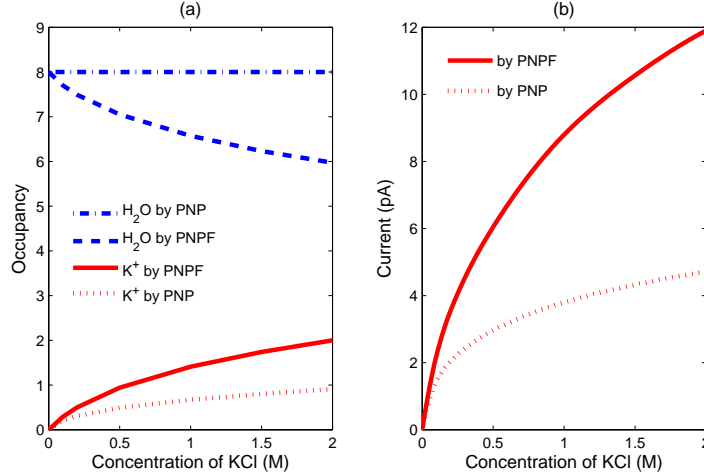 (a)
9
8
7
6
5
4
3
2
1
0
Occupancy
H2O by PNP
H2O by PNPF
K+ by PNPF
K+ by PNP
0
0.5
1
1.5
2
Concentration of KCl (M)
(b)
12
10
8
6
4
2
0
Current (pA)
by PNPF
by PNP
0
0.5
1
1.5
2
Concentration of KCl (M)